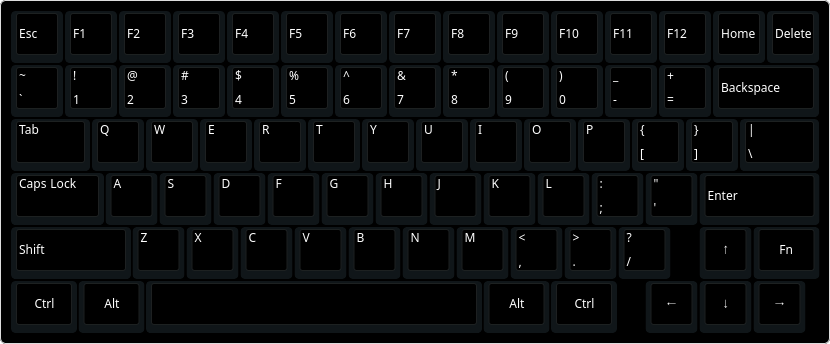 Esc F1 F2 F3 F4 F5 F6 F7 F8 F9 F10 F11 F12 Home Delete
~ ! @ # $ % ^ & * ( ) _ + Backspace
` 1 2 3 4 5 6 7 8 9 0 - =
Tab Q W E R T Y U I O P { } |
[ ] \
Caps Lock A S D F G H J K L : " Enter
; '
Shift Z X C V B N M < > ? ↑ Fn
, . /
Ctrl Alt Alt Ctrl ← ↓ →